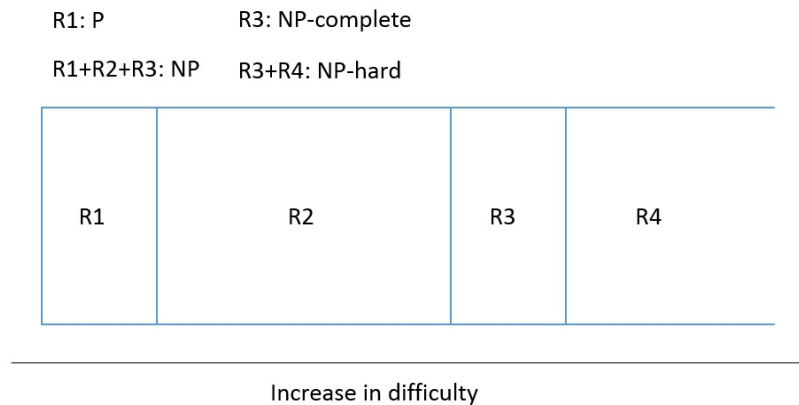 R1: P R3: NP-complete
R1+R2+R3: NP R3+R4: NP-hard
R1 R2 R3 R4
Increase in difficulty